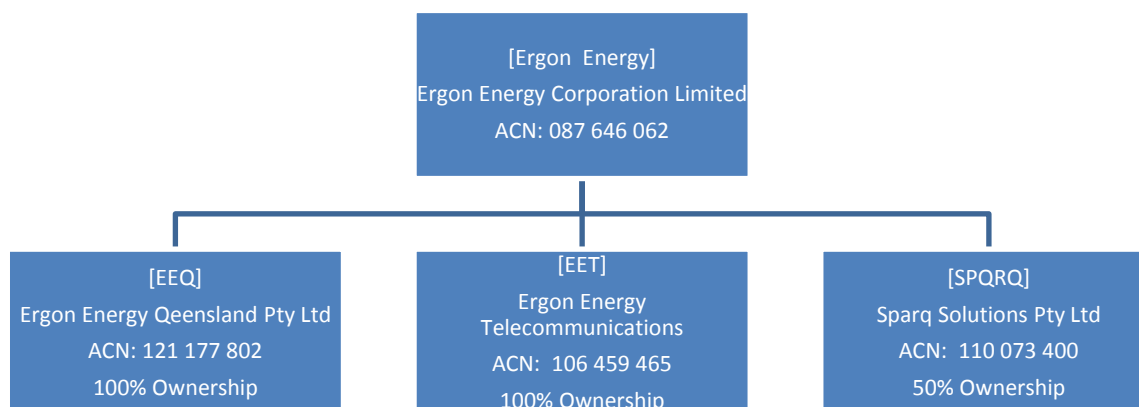 [Ergon  Energy]
Ergon Energy Corporation Limited
ACN: 087 646 062
[EEQ]
Ergon Energy Qeensland Pty Ltd
ACN: 121 177 802
100% Ownership
[EET]
Ergon Energy
Telecommunications
ACN:  106 459 465
100% Ownership
[SPQRQ]
Sparq Solutions Pty Ltd
ACN:  110 073 400
50% Ownership